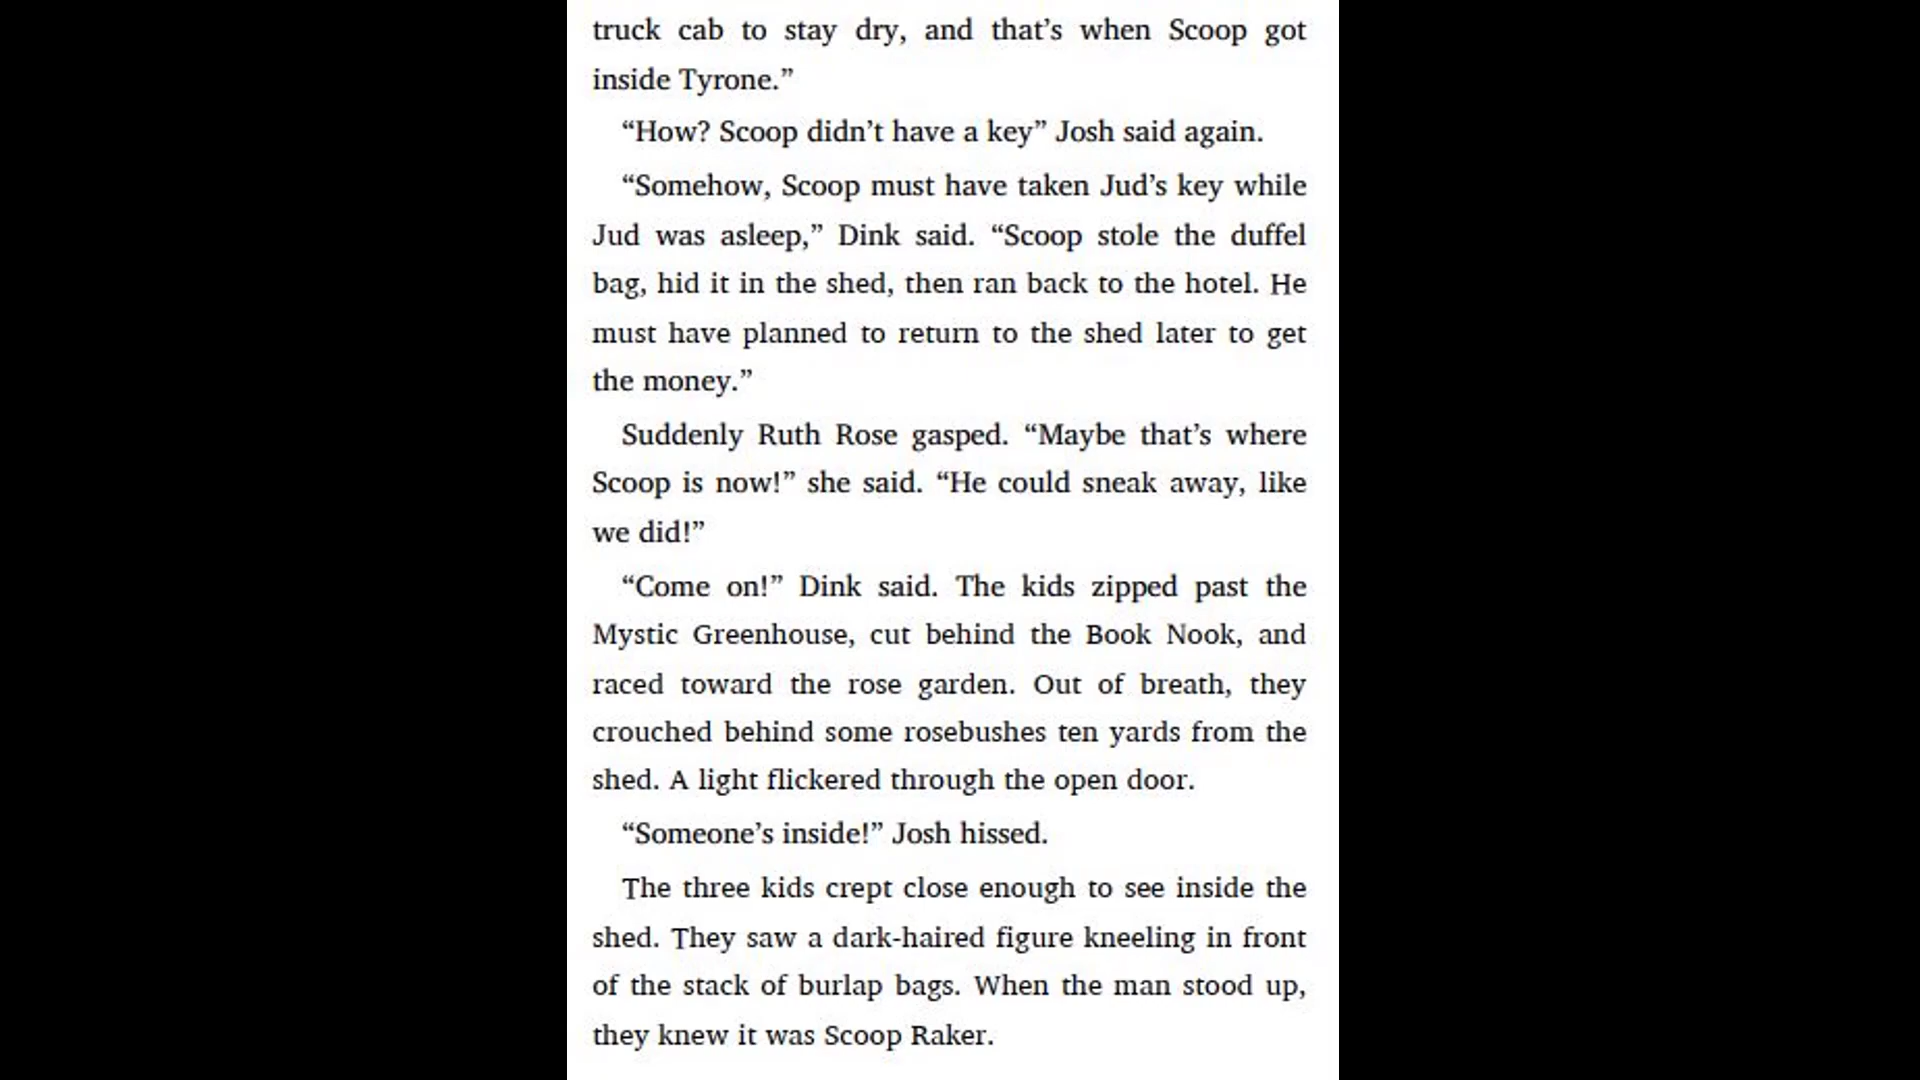 truck cab to stay dry, and that’s when Scoop got
inside Tyrone.”
“How? Scoop didn’t have a key” Josh said again.
“Somehow, Scoop must have taken Jud’s key while
Jud was asleep,” Dink said. “Scoop stole the duffel
bag, hid it in the shed, then ran back to the hotel. He
must have planned to return to the shed later to get
the money.”
Suddenly Ruth Rose gasped. “Maybe that’s where
Scoop is now!” she said. “He could sneak away, like
we did!”
“Come on!” Dink said. The kids zipped past the
Mystic Greenhouse, cut behind the Book Nook, and
raced toward the rose garden. Out of breath, they
crouched behind some rosebushes ten yards from the
shed. A light flickered through the open door.
“Someone’s inside!” Josh hissed.
The three kids crept close enough to see inside the
shed. They saw a dark-haired figure kneeling in front
of the stack of burlap bags. When the man stood up,
they knew it was Scoop Raker.